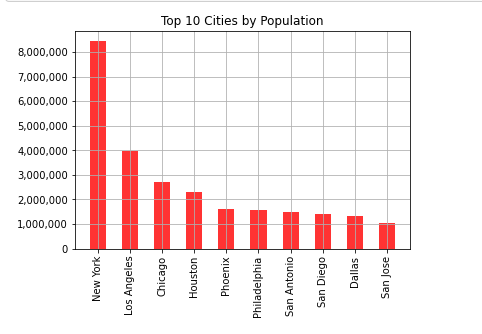 Top 10 Cities by Population
8,000,000
7,000,000
6,000,000
5,000,000
4,000,000
3,000,000
2,000,000
1,000,000
0
New York
Los Angeles
Chicago
Houston
Phoenix
Philadelphia
San Antonio
San Diego
Dallas
San Jose